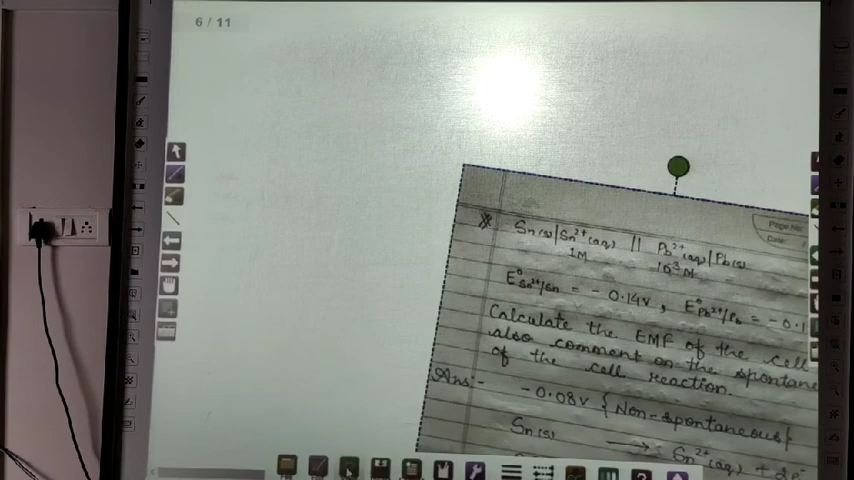 6 / 11
Page No.
Date: /
※ Sn(s)|Sn²⁺(aq) || Pb²⁺(aq)|Pb(s)
1M 10⁻³M
E°Sn²⁺/Sn = - 0.14V , E°Pb²⁺/Pb = - 0.1
Calculate the EMF of the cell
also comment on the spontane
of the cell reaction.
Ans:- -0.08V {Non-spontaneous}
Sn(s) ⟶ Sn²⁺(aq) + 2e⁻